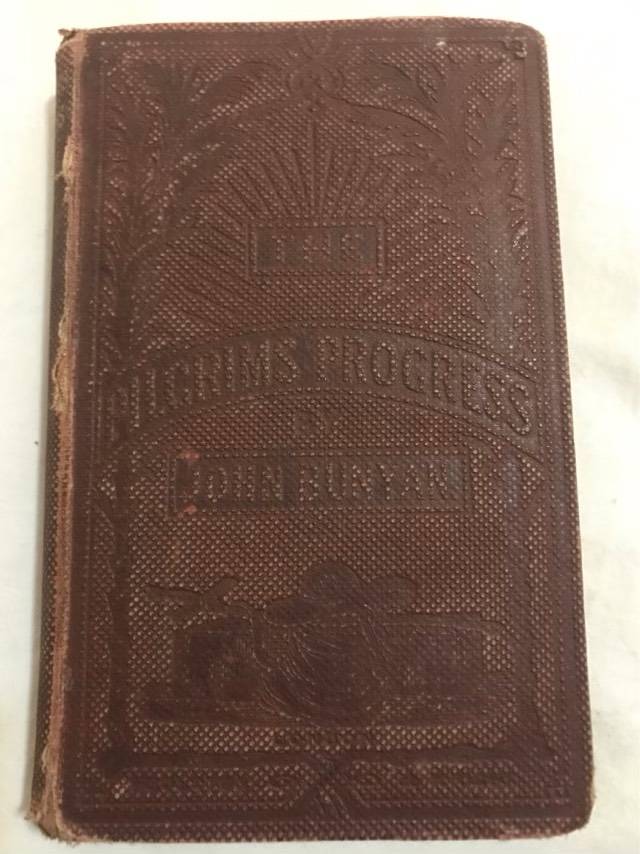 THE
PILGRIMS PROGRESS
BY
JOHN BUNYAN